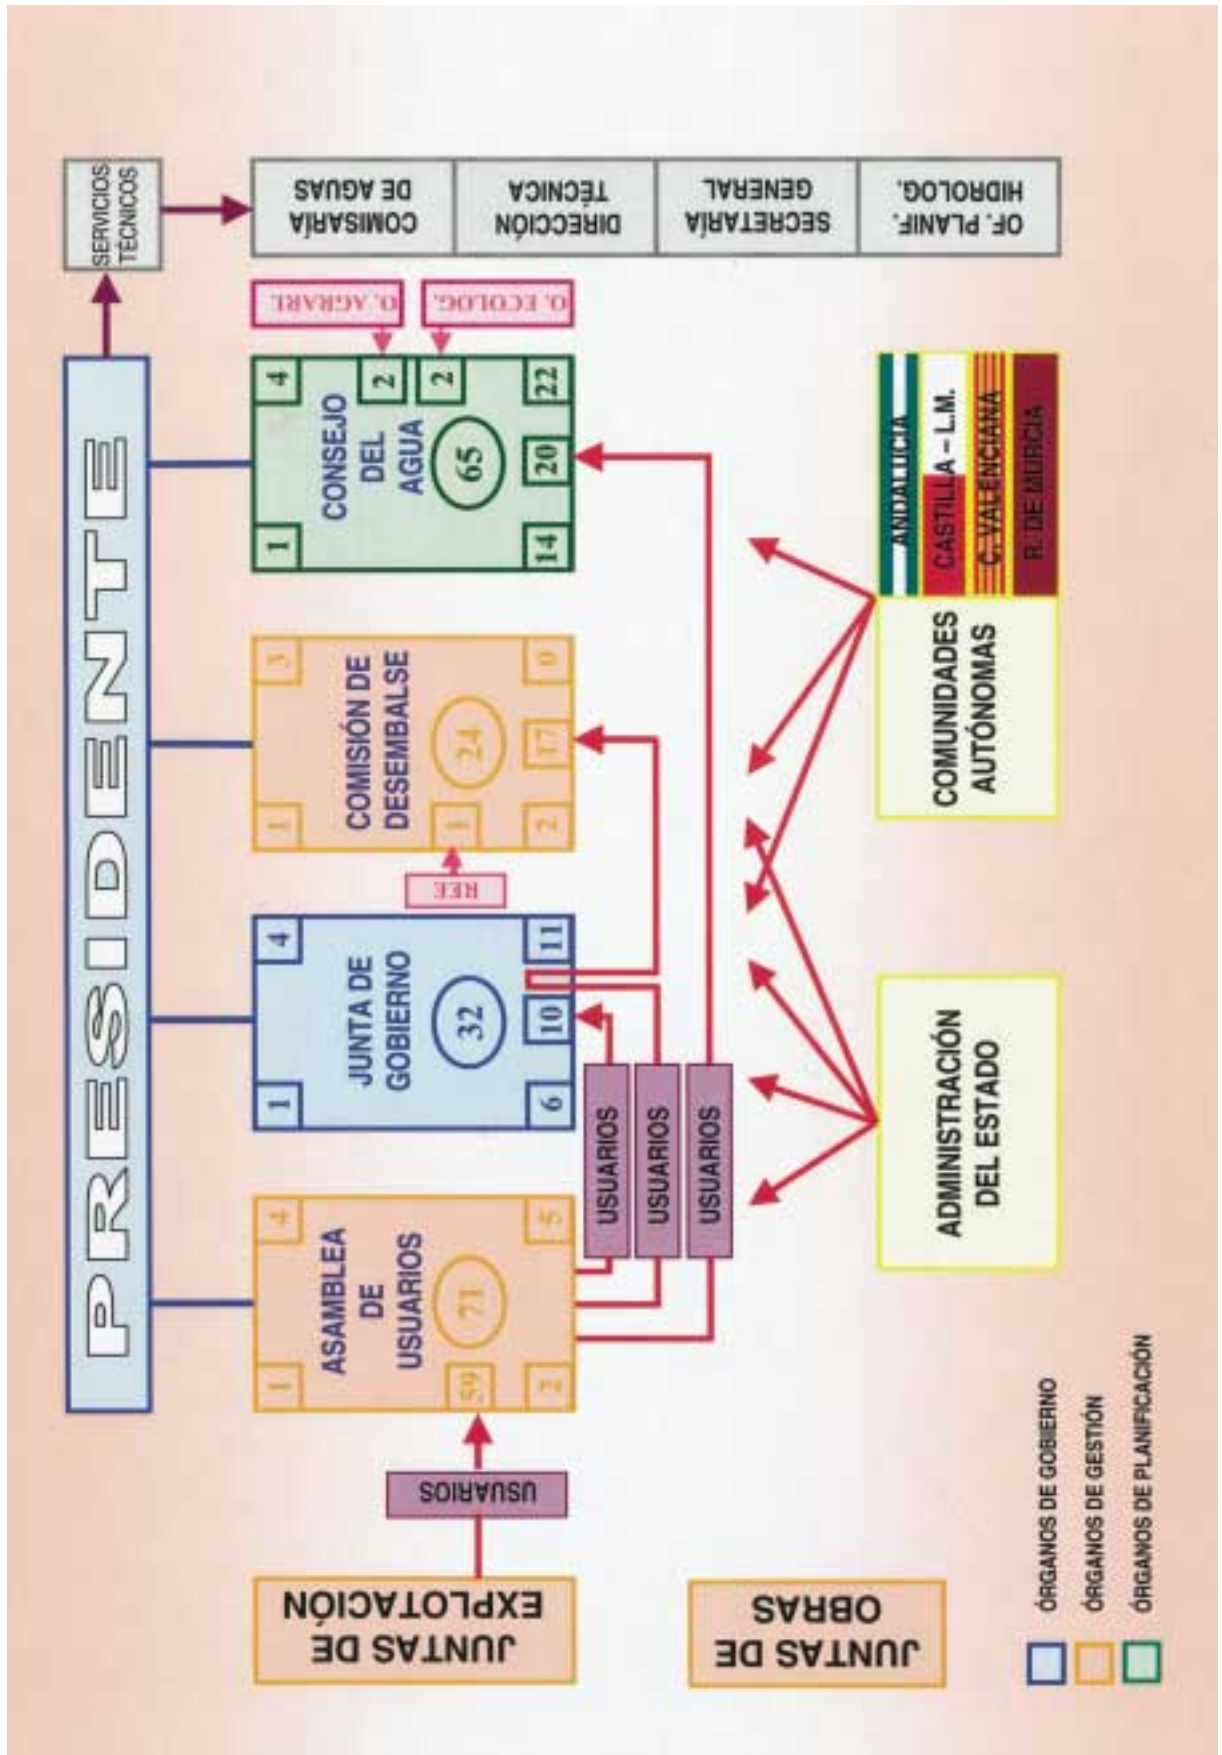 PRESIDENTE
SERVICIOS
TÉCNICOS
JUNTAS DE
EXPLOTACIÓN
USUARIOS
ASAMBLEA
DE
USUARIOS
1
4
59
71
2
5
JUNTA DE
GOBIERNO
1
4
32
6
10
11
REE
COMISIÓN DE
DESEMBALSE
1
3
1
24
2
17
0
CONSEJO
DEL
AGUA
1
4
2
2
65
14
20
22
O. AGRARI.
O. ECOLOG.
COMISARÍA
DE AGUAS
DIRECCIÓN
TÉCNICA
SECRETARÍA
GENERAL
OF. PLANIF.
HIDROLOG.
USUARIOS
USUARIOS
USUARIOS
JUNTAS DE
OBRAS
ADMINISTRACIÓN
DEL ESTADO
COMUNIDADES
AUTÓNOMAS
ANDALUCIA
CASTILLA – L.M.
C. VALENCIANA
R. DE MURCIA
ÓRGANOS DE GOBIERNO
ÓRGANOS DE GESTIÓN
ÓRGANOS DE PLANIFICACIÓN